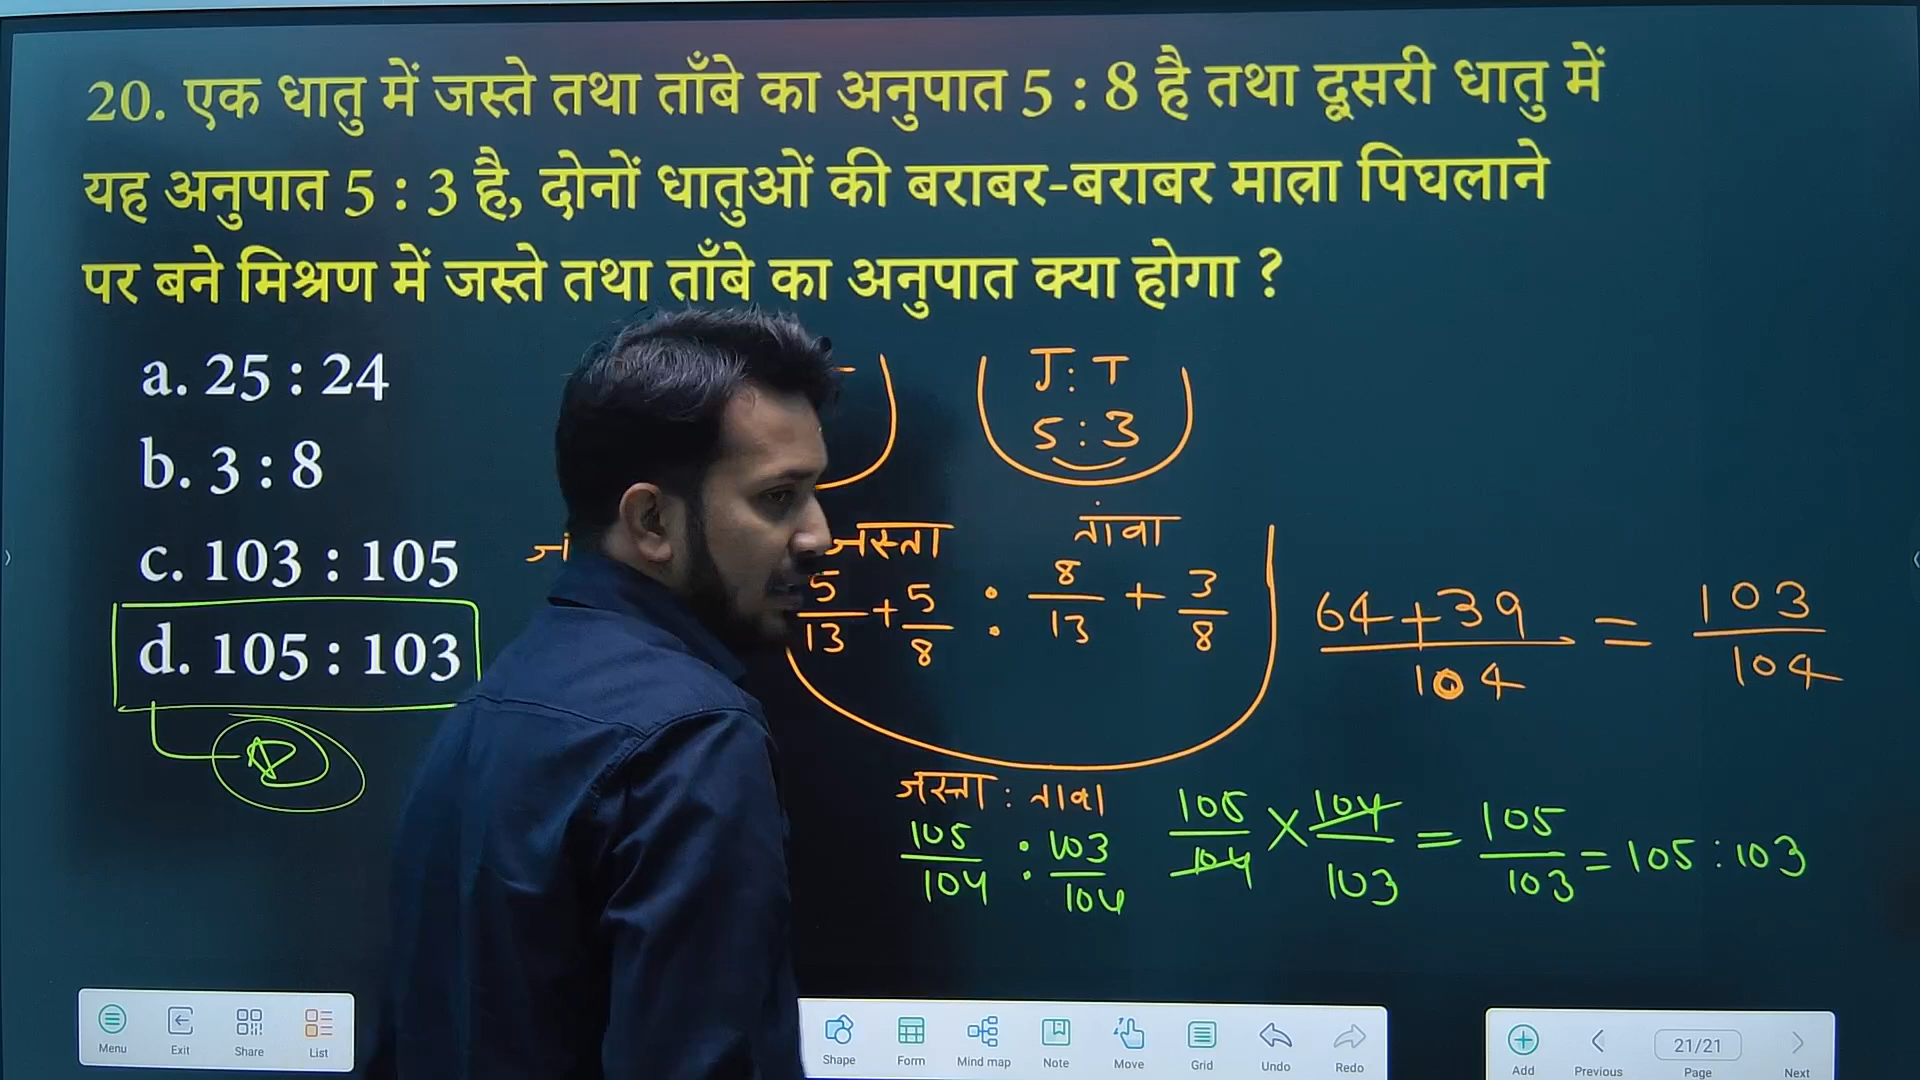 20. एक धातु में जस्ते तथा ताँबे का अनुपात 5 : 8 है तथा दूसरी धातु में
यह अनुपात 5 : 3 है, दोनों धातुओं की बराबर-बराबर मात्रा पिघलाने
पर बने मिश्रण में जस्ते तथा ताँबे का अनुपात क्या होगा ?
a. 25 : 24
b. 3 : 8
c. 103 : 105
d. 105 : 103
D
J : T
5 : 3
जस्ता तांबा
5/13 + 5/8 : 8/13 + 3/8
64+39/104 = 103/104
जस्ता : तांबा
105/104 : 103/104
105/104 × 104/103 = 105/103 = 105 : 103
Menu Exit Share List
Shape Form Mind map Note Move Grid Undo Redo
Add Previous 21/21 Page Next